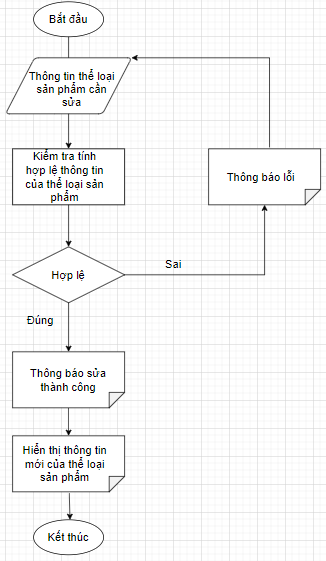 Bắt đầu
Thông tin thể loại
sản phẩm cần
sửa
Kiểm tra tính
hợp lệ thông tin
của thể loại sản
phẩm
Thông báo lỗi
Hợp lệ
Sai
Đúng
Thông báo sửa
thành công
Hiển thị thông tin
mới của thể loại
sản phẩm
Kết thúc